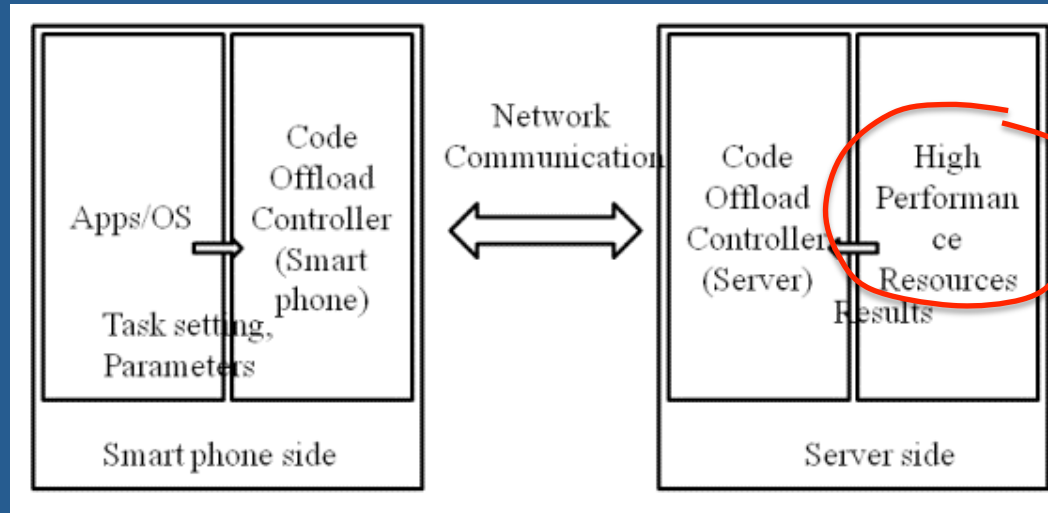 Apps/OS
Task setting,
Parameters
Code
Offload
Controller
(Smart
phone)
Smart phone side
Network
Communication
Code
Offload
Controller
(Server)
High
Performan
ce
Resources
Results
Server side